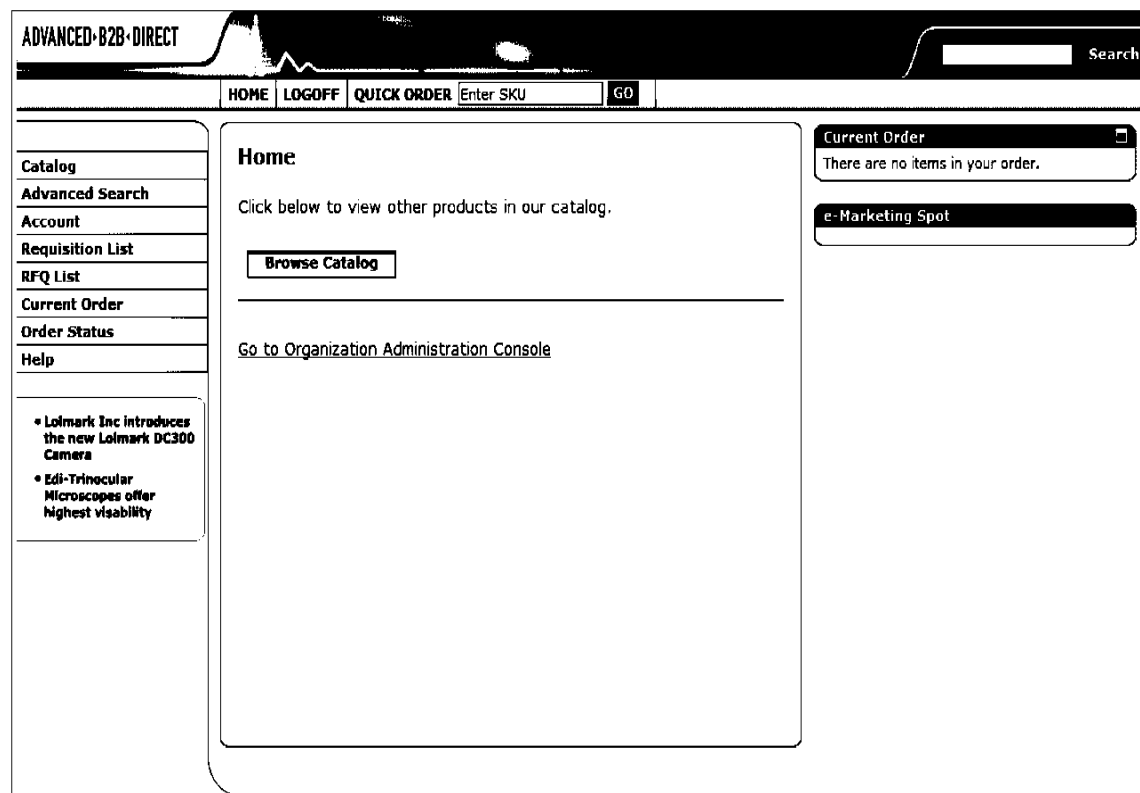 ADVANCED B2B DIRECT
Search
HOME LOGOFF QUICK ORDER Enter SKU GO
Catalog
Advanced Search
Account
Requisition List
RFQ List
Current Order
Order Status
Help
• Lolmark Inc introduces
the new Lolmark DC300
Camera
• Edi-Trinocular
Microscopes offer
highest visability
Home
Click below to view other products in our catalog.
Browse Catalog
Go to Organization Administration Console
Current Order
There are no items in your order.
e-Marketing Spot